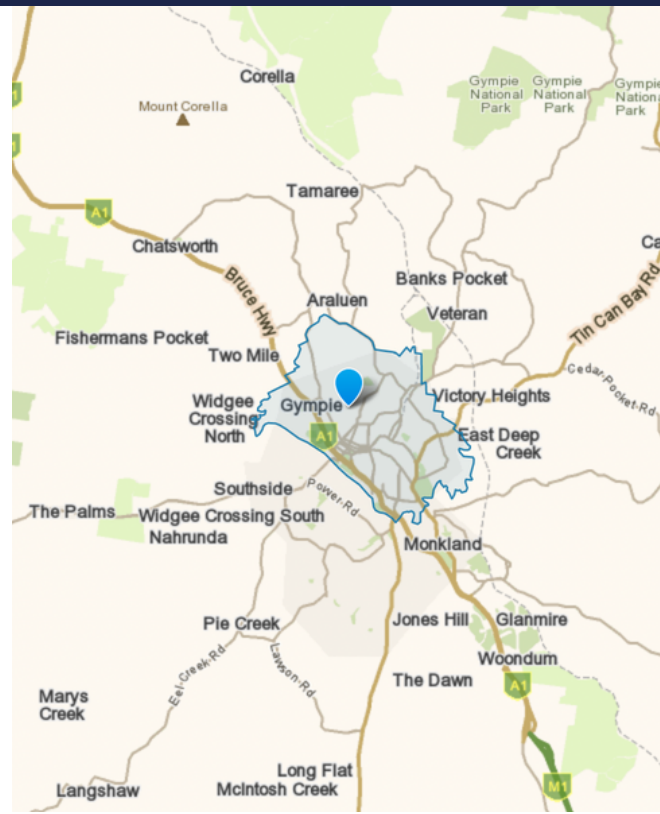 Corella
Gympie
National
Park
Gympie
National
Park
Gympie
Mount Corella
Tamaree
A1
Chatsworth
Bruce Hwy
Banks Pocket
Araluen
Veteran
Tin Can Bay Rd
Fishermans Pocket
Two Mile
Cedar-Pocket-Rd
Widgee
Crossing
North
Gympie
Victory Heights
A1
East Deep
Creek
Southside
Power-Rd
The Palms
Widgee Crossing South
Nahrunda
Monkland
Pie Creek
Jones Hill
Glanmire
Eel-Creek-Rd
Lawson-Rd
Woondum
The Dawn
A1
Marys
Creek
Long Flat
McIntosh Creek
Langshaw
M1